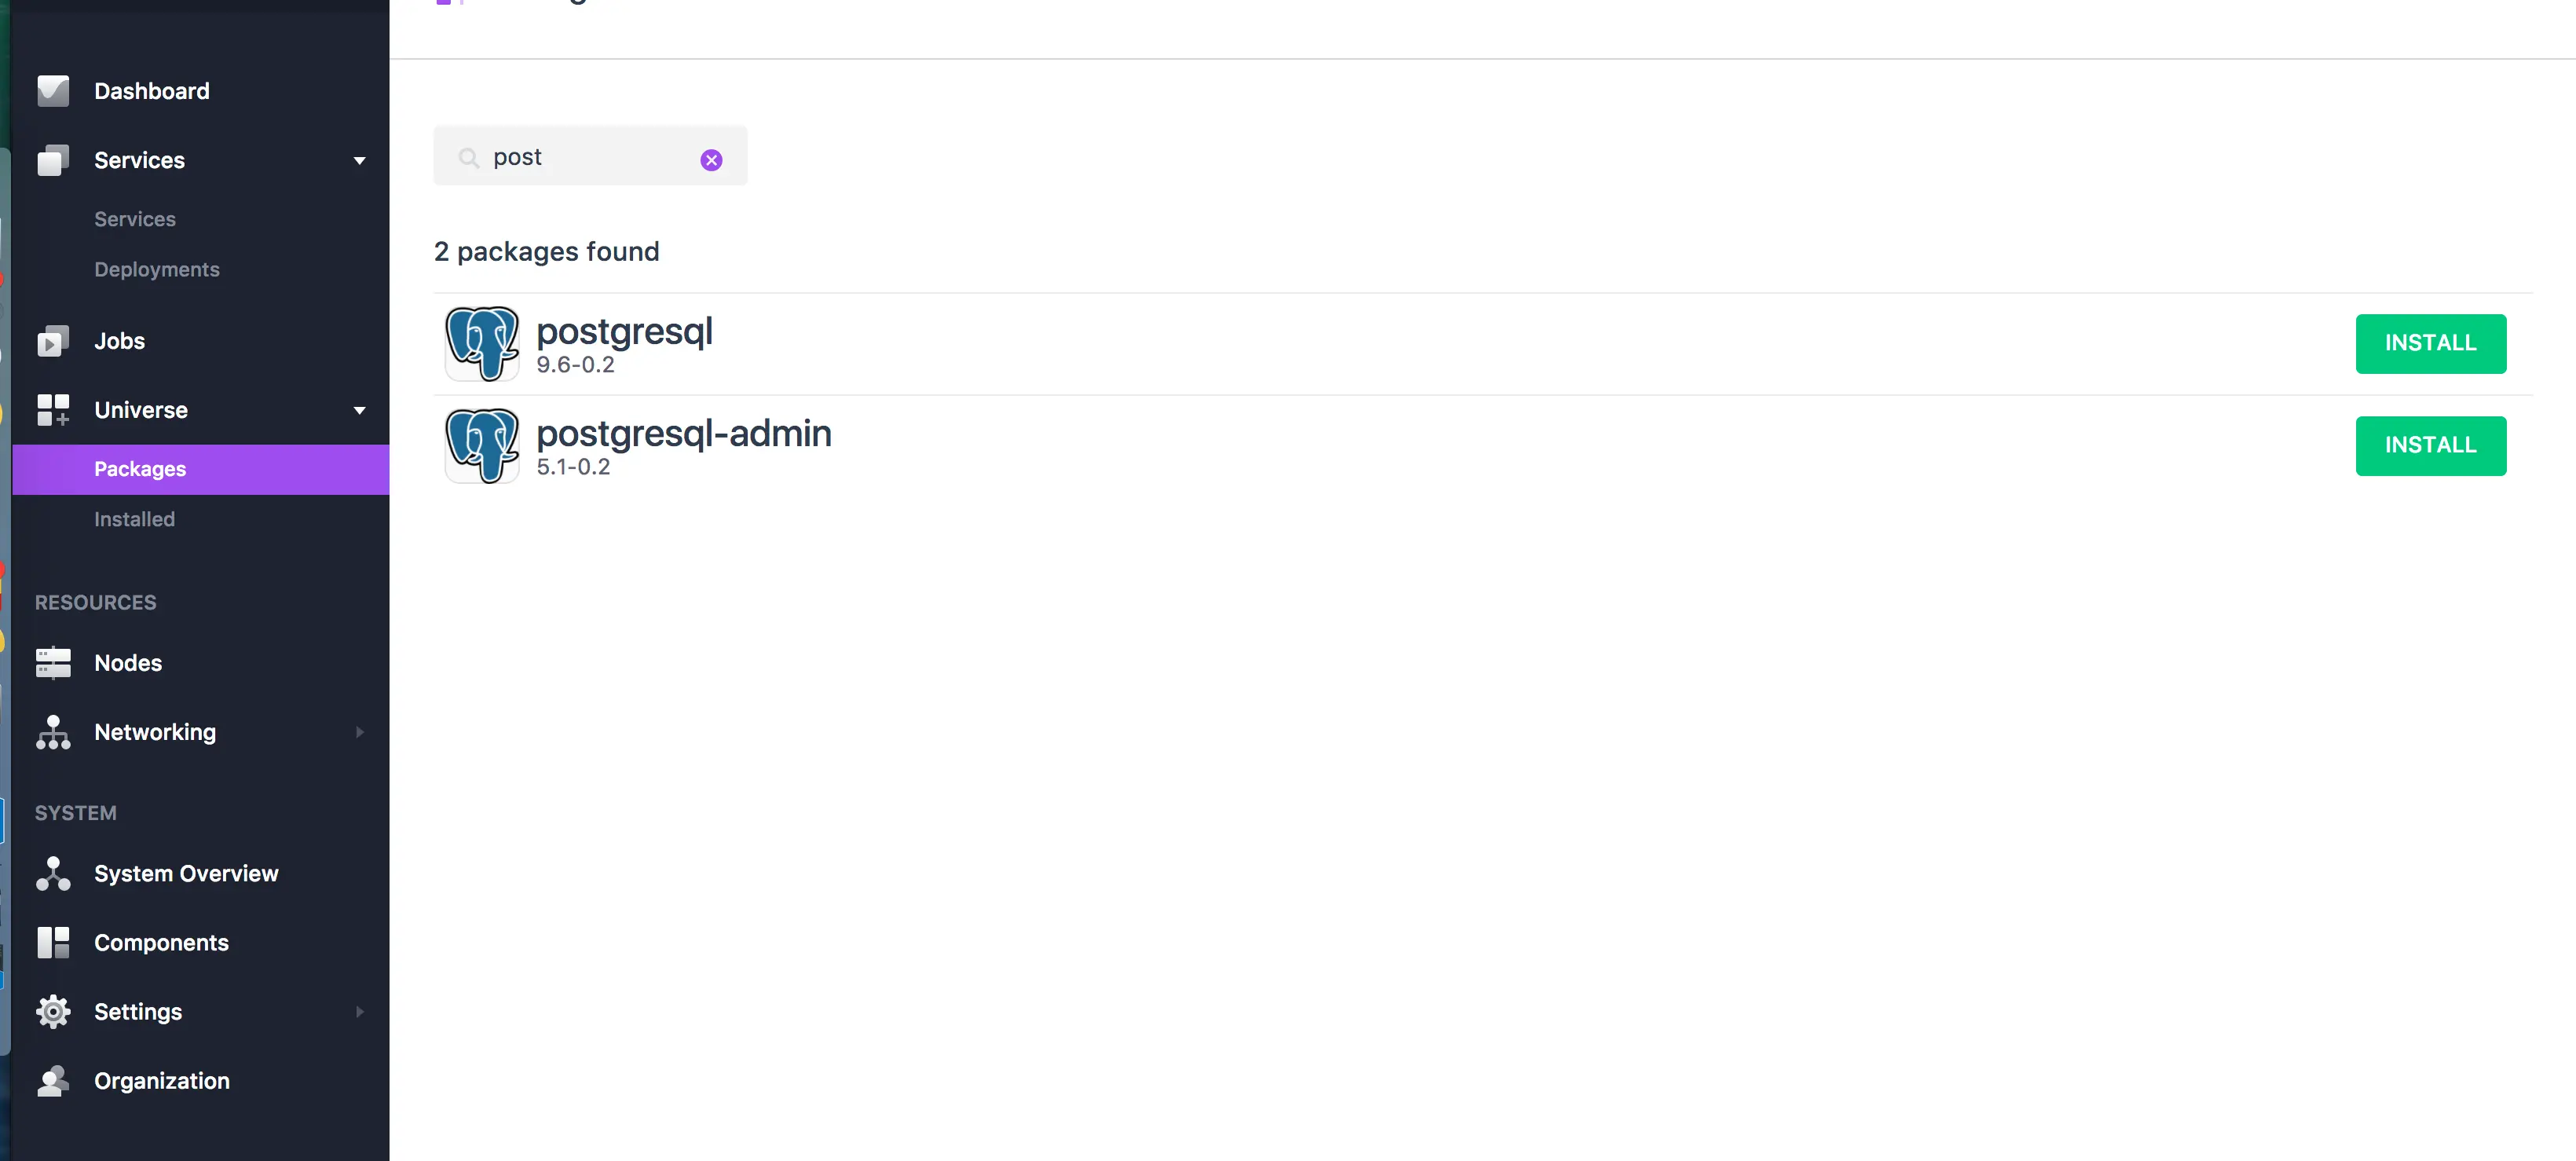 Dashboard
Services
Services
Deployments
Jobs
Universe
Packages
Installed
RESOURCES
Nodes
Networking
SYSTEM
System Overview
Components
Settings
Organization
post
2 packages found
postgresql
9.6-0.2
INSTALL
postgresql-admin
5.1-0.2
INSTALL